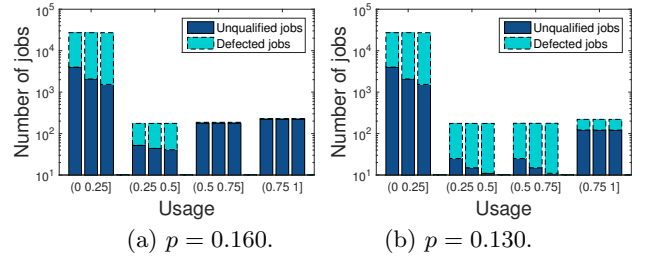 10^5
10^4
10^3
10^2
10^1
Number of jobs
Unqualified jobs
Defected jobs
(0 0.25] (0.25 0.5] (0.5 0.75] (0.75 1]
Usage
(a) p = 0.160.
10^5
10^4
10^3
10^2
10^1
Number of jobs
Unqualified jobs
Defected jobs
(0 0.25] (0.25 0.5] (0.5 0.75] (0.75 1]
Usage
(b) p = 0.130.